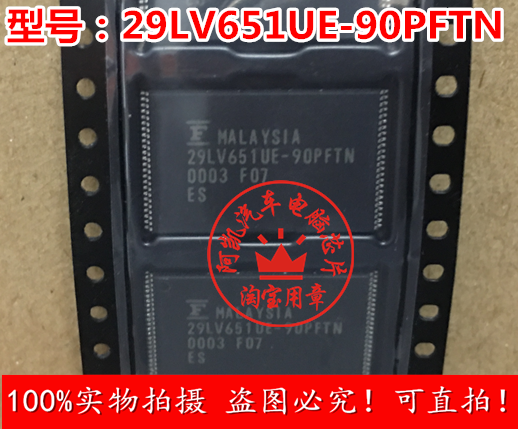 型号：29LV651UE-90PFTN
MALAYSIA
29LV651UE-90PFTN
0003 F07
ES
阿凯汽车电脑芯片
淘宝用章
MALAYSIA
29LV651UE-90PFTN
0003 F07
ES
100%实物拍摄 盗图必究！可直拍！